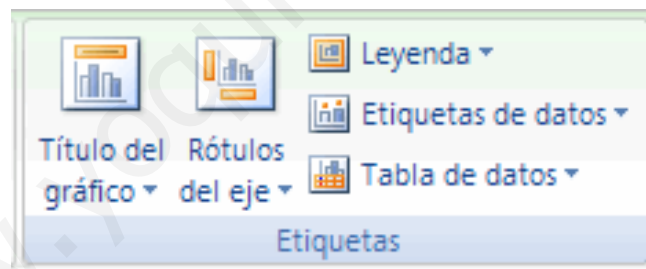 Título del gráfico
Rótulos del eje
Leyenda
Etiquetas de datos
Tabla de datos
Etiquetas